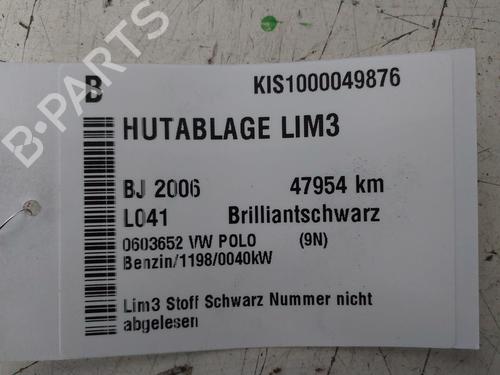 B KIS1000049876
HUTABLAGE LIM3
BJ 2006 47954 km
L041 Brilliantschwarz
0603652 VW POLO (9N)
Benzin/1198/0040kW
Lim3 Stoff Schwarz Nummer nicht
abgelesen
B-PARTS